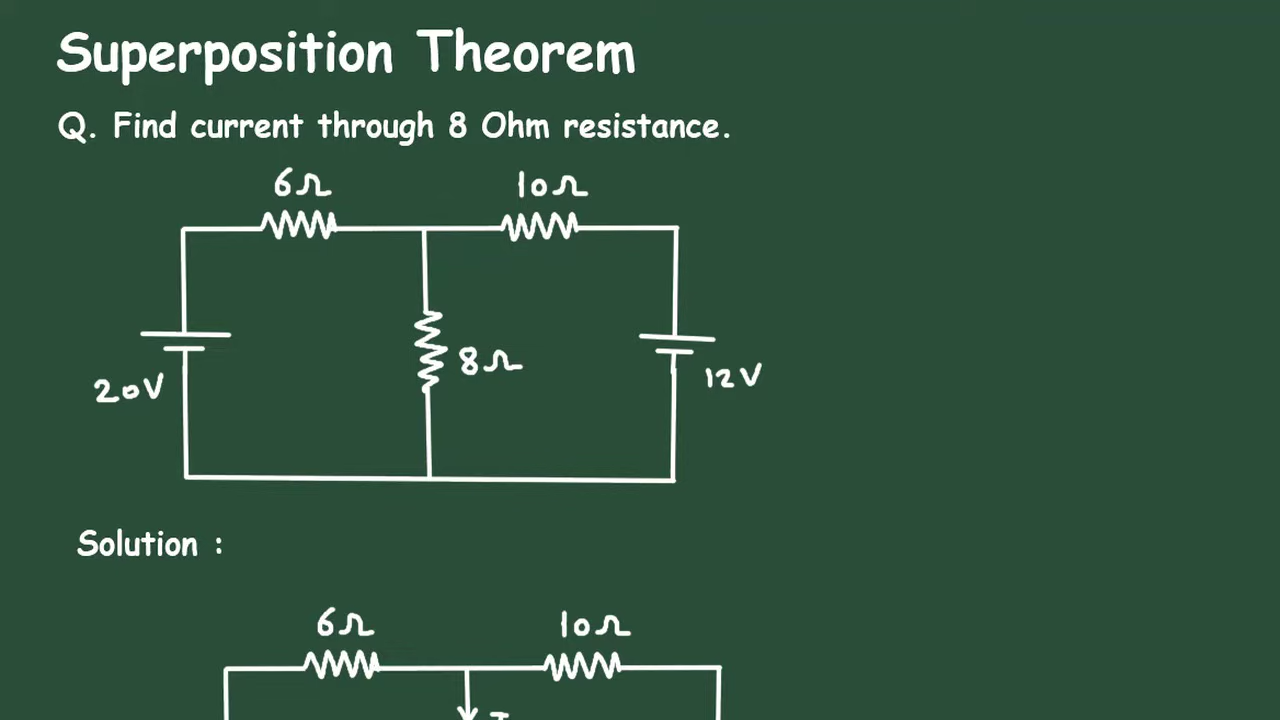 Superposition Theorem
Q. Find current through 8 Ohm resistance.
6Ω 10Ω
8Ω
20V 12V
Solution :
6Ω 10Ω